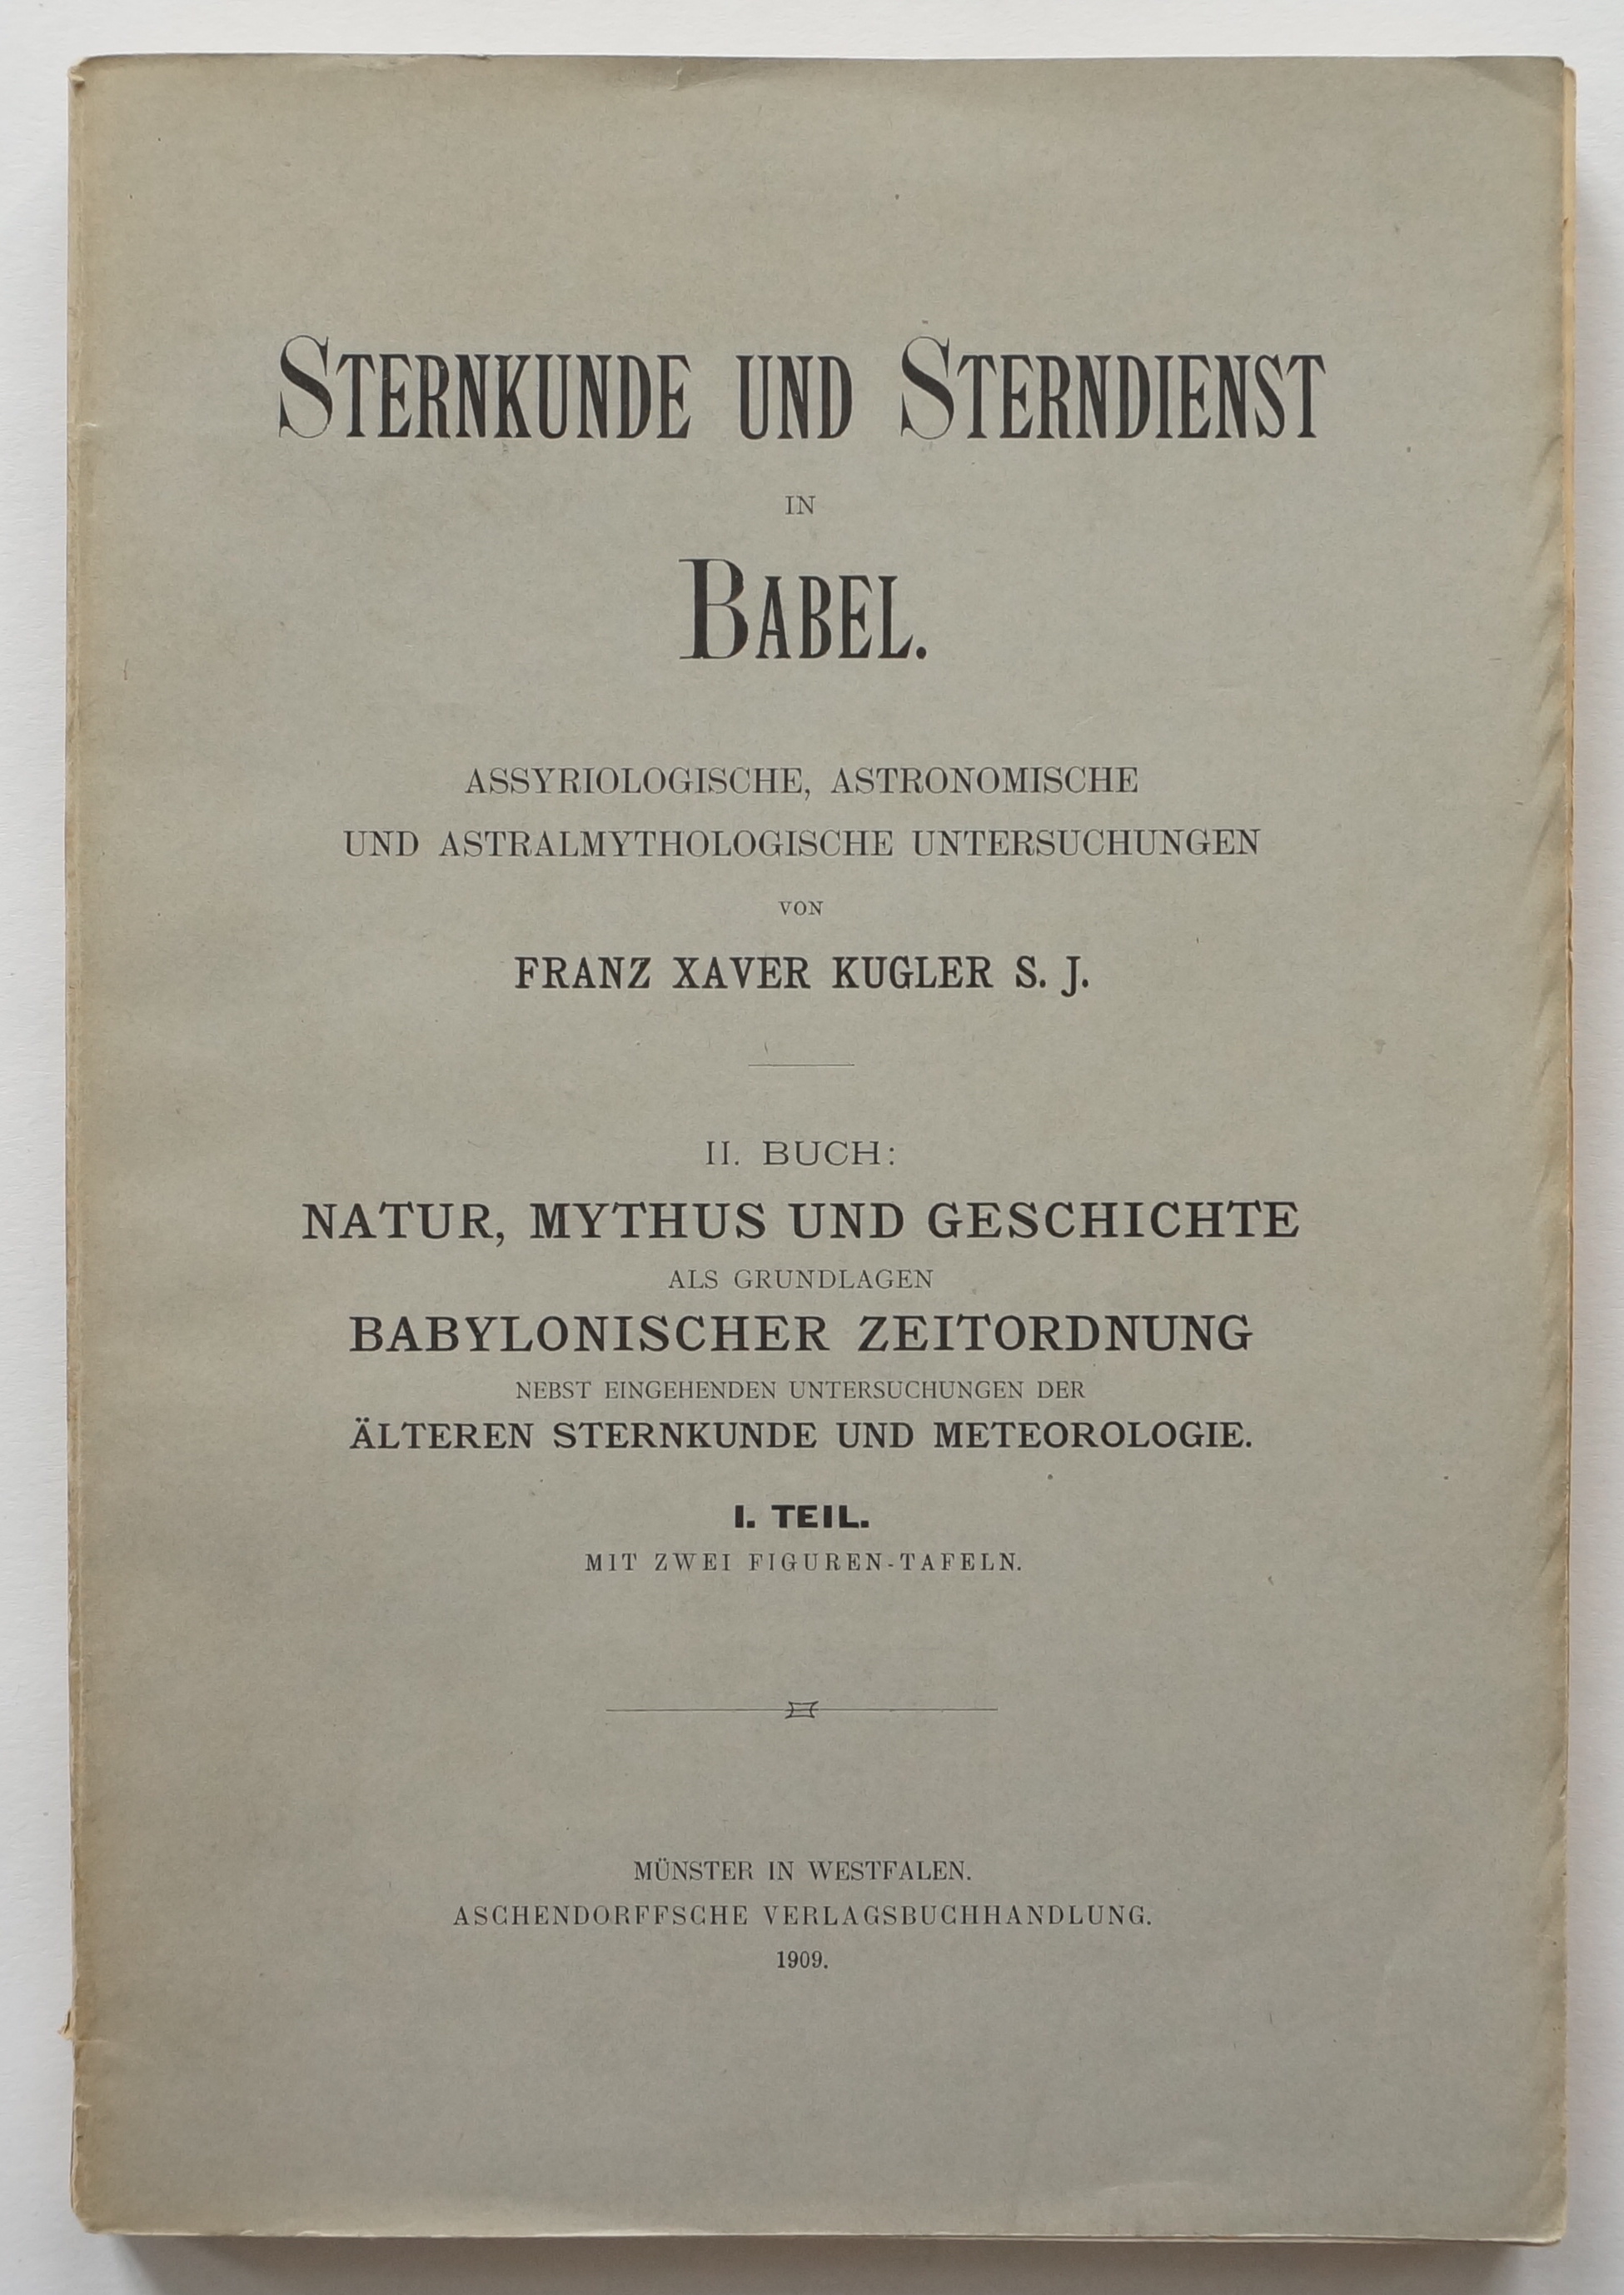 STERNKUNDE UND STERNDIENST
IN
BABEL.
ASSYRIOLOGISCHE, ASTRONOMISCHE
UND ASTRALMYTHOLOGISCHE UNTERSUCHUNGEN
VON
FRANZ XAVER KUGLER S. J.
II. BUCH:
NATUR, MYTHUS UND GESCHICHTE
ALS GRUNDLAGEN
BABYLONISCHER ZEITORDNUNG
NEBST EINGEHENDEN UNTERSUCHUNGEN DER
ÄLTEREN STERNKUNDE UND METEOROLOGIE.
I. TEIL.
MIT ZWEI FIGUREN-TAFELN.
MÜNSTER IN WESTFALEN.
ASCHENDORFFSCHE VERLAGSBUCHHANDLUNG.
1909.